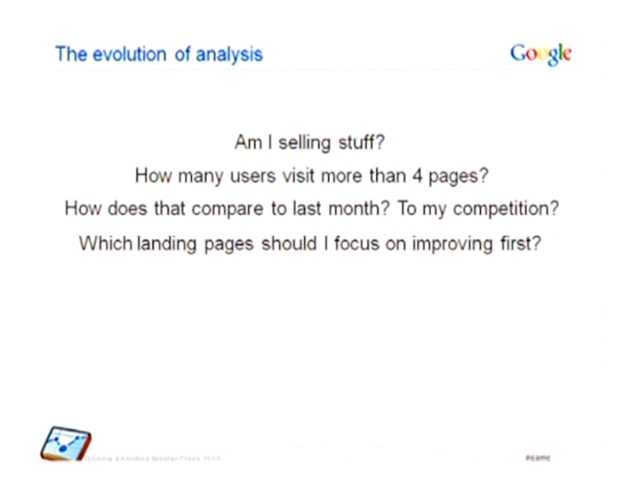 The evolution of analysis
Google
Am I selling stuff?
How many users visit more than 4 pages?
How does that compare to last month? To my competition?
Which landing pages should I focus on improving first?